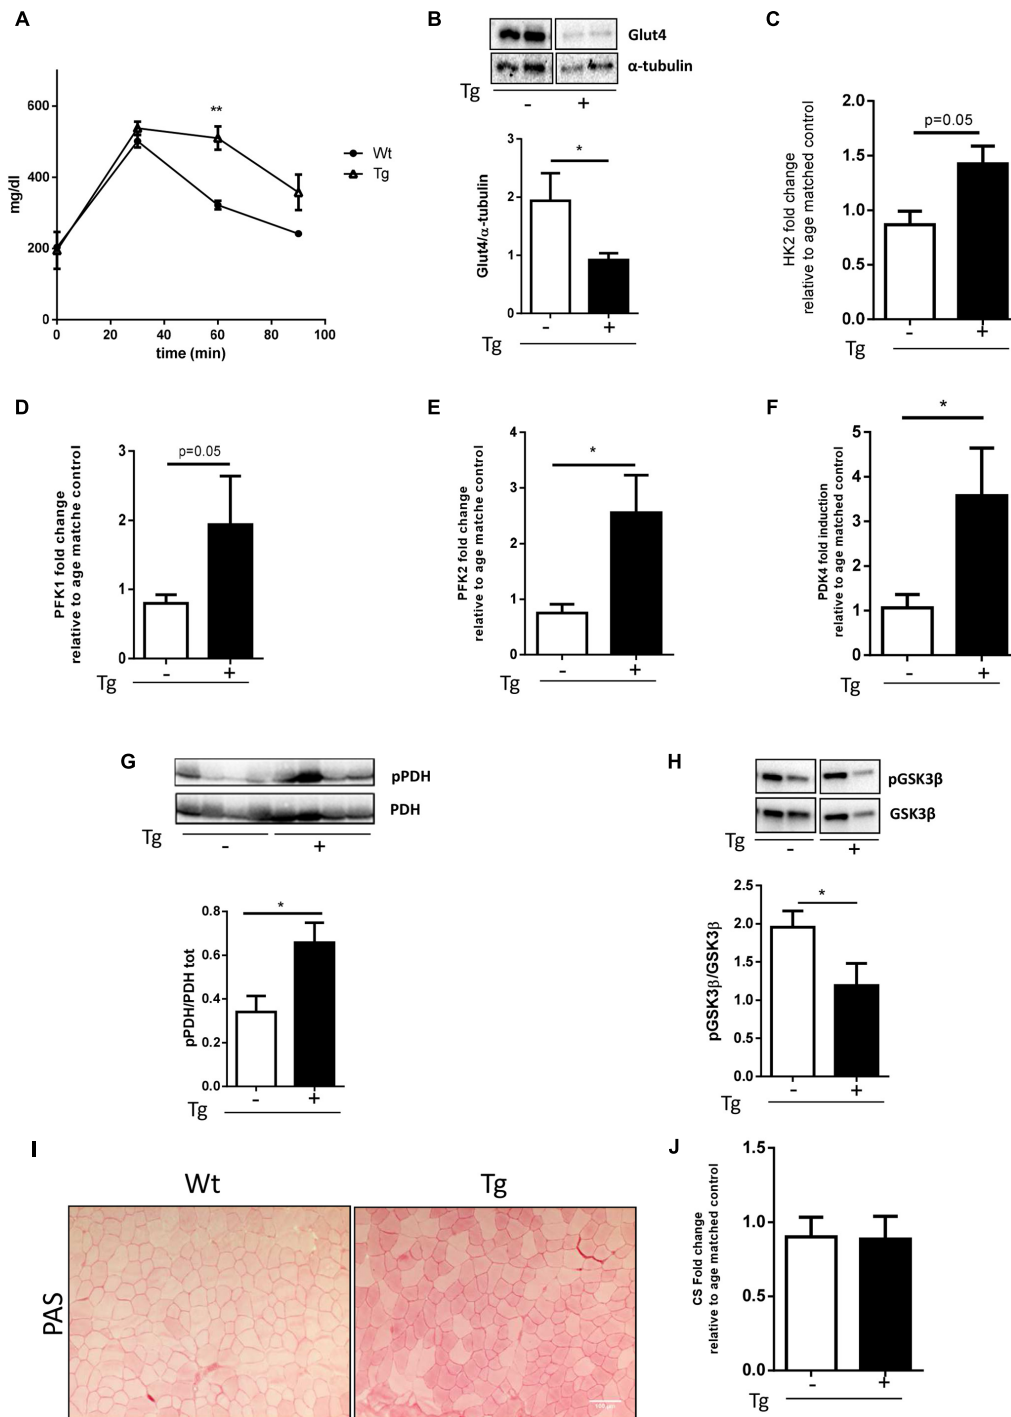 A
600
400
200
0
mg/dl
0 20 40 60 80 100
time (min)
**
Wt
Tg
B
Glut4
α-tubulin
Tg
- +
3
2
1
0
Glut4/α-tubulin
*
- +
Tg
C
2.0
1.5
1.0
0.5
0.0
HK2 fold change
relative to age matched control
p=0.05
- +
Tg
D
3
2
1
0
PFK1 fold change
relative to age matche control
p=0.05
- +
Tg
E
4
3
2
1
0
PFK2 fold change
relative to age matched control
*
- +
Tg
F
5
4
3
2
1
0
PDK4 fold induction
relative to age matched control
*
- +
Tg
G
pPDH
PDH
Tg
- +
0.8
0.6
0.4
0.2
0.0
pPDH/PDH tot
*
- +
Tg
H
pGSK3β
GSK3β
Tg
- +
2.5
2.0
1.5
1.0
0.5
0.0
pGSK3β/GSK3β
*
- +
Tg
I
Wt Tg
PAS
100 µm
J
1.5
1.0
0.5
0.0
CS Fold change
relative to age matched control
- +
Tg